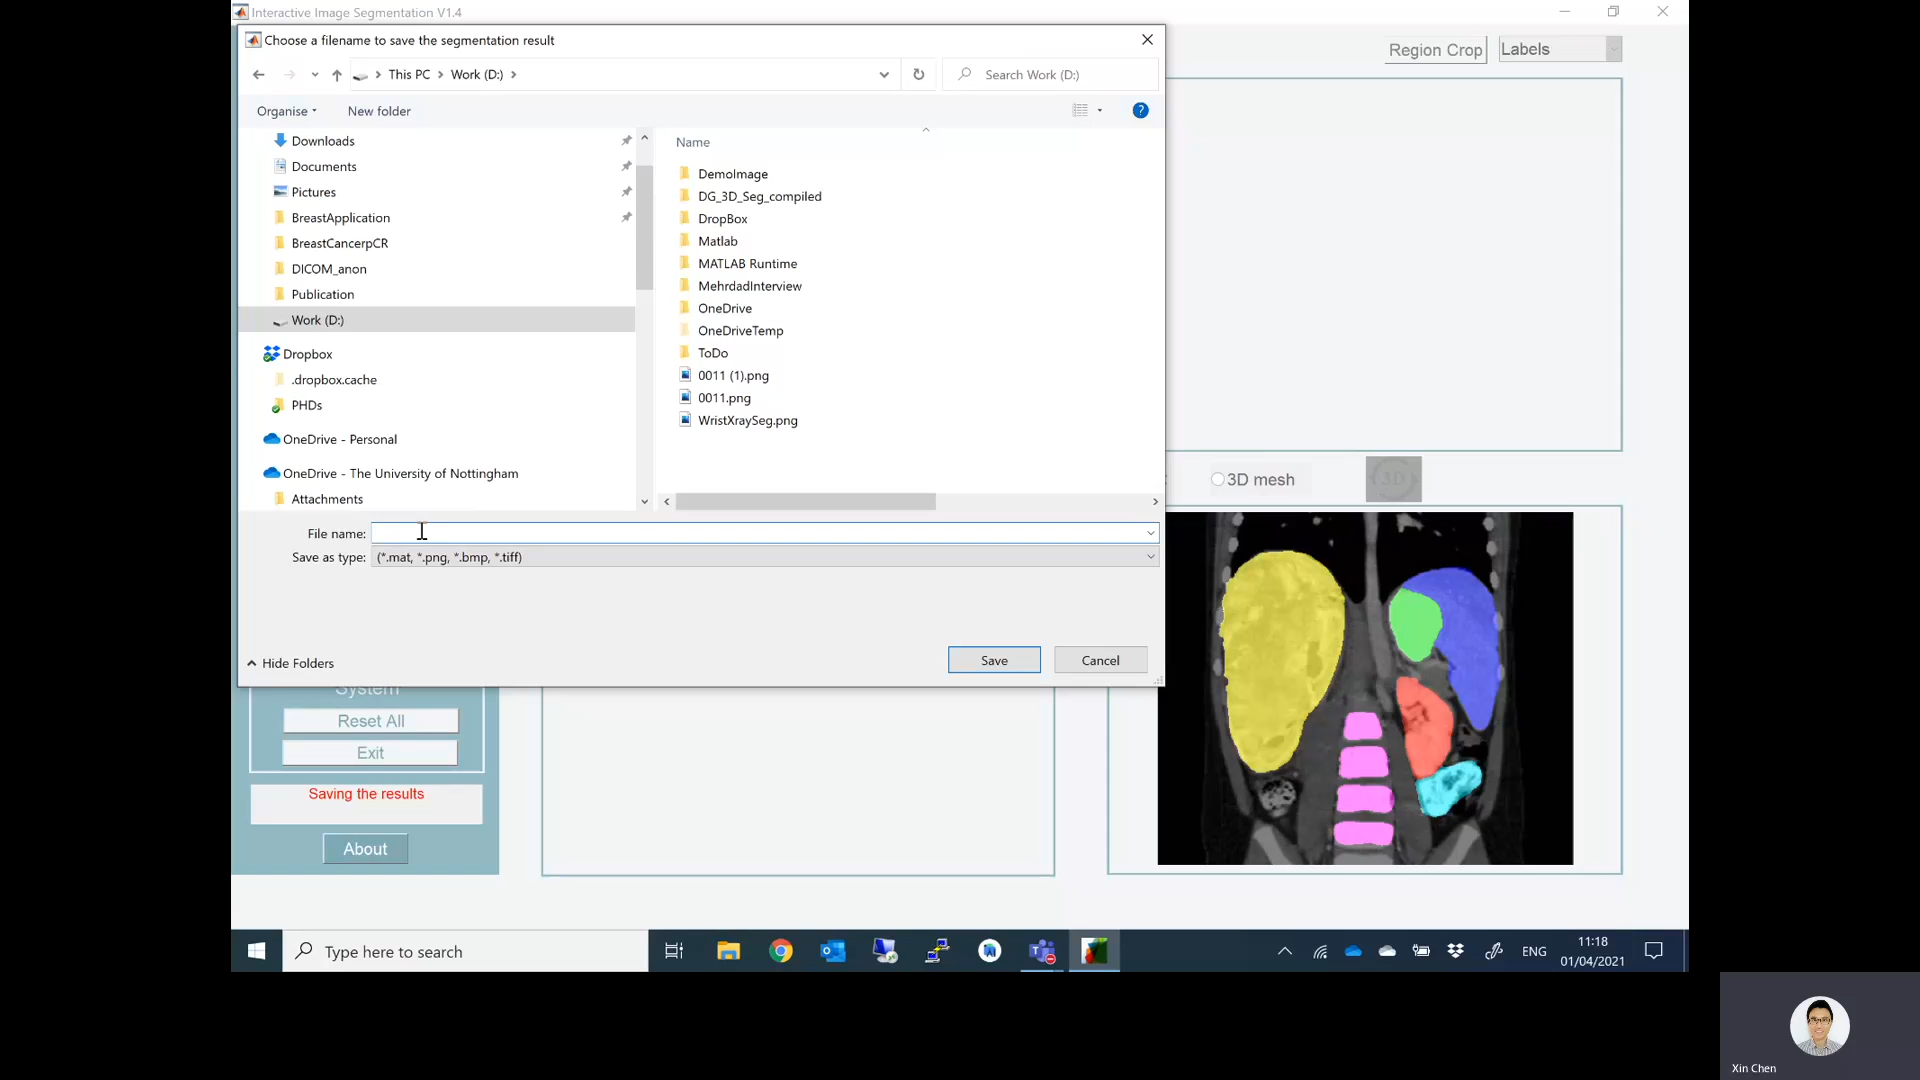 Interactive Image Segmentation V1.4
Choose a filename to save the segmentation result
This PC > Work (D:) >
Search Work (D:)
Region Crop
Labels
Organise
New folder
Downloads
Documents
Pictures
BreastApplication
BreastCancerpCR
DICOM_anon
Publication
Work (D:)
Dropbox
.dropbox.cache
PHDs
OneDrive - Personal
OneDrive - The University of Nottingham
Attachments
Name
DemoImage
DG_3D_Seg_compiled
DropBox
Matlab
MATLAB Runtime
MehrdadInterview
OneDrive
OneDriveTemp
ToDo
0011 (1).png
0011.png
WristXraySeg.png
3D mesh
3D
File name:
Save as type: (*.mat, *.png, *.bmp, *.tiff)
Hide Folders
Save
Cancel
System
Reset All
Exit
Saving the results
About
Type here to search
ENG
11:18
01/04/2021
Xin Chen